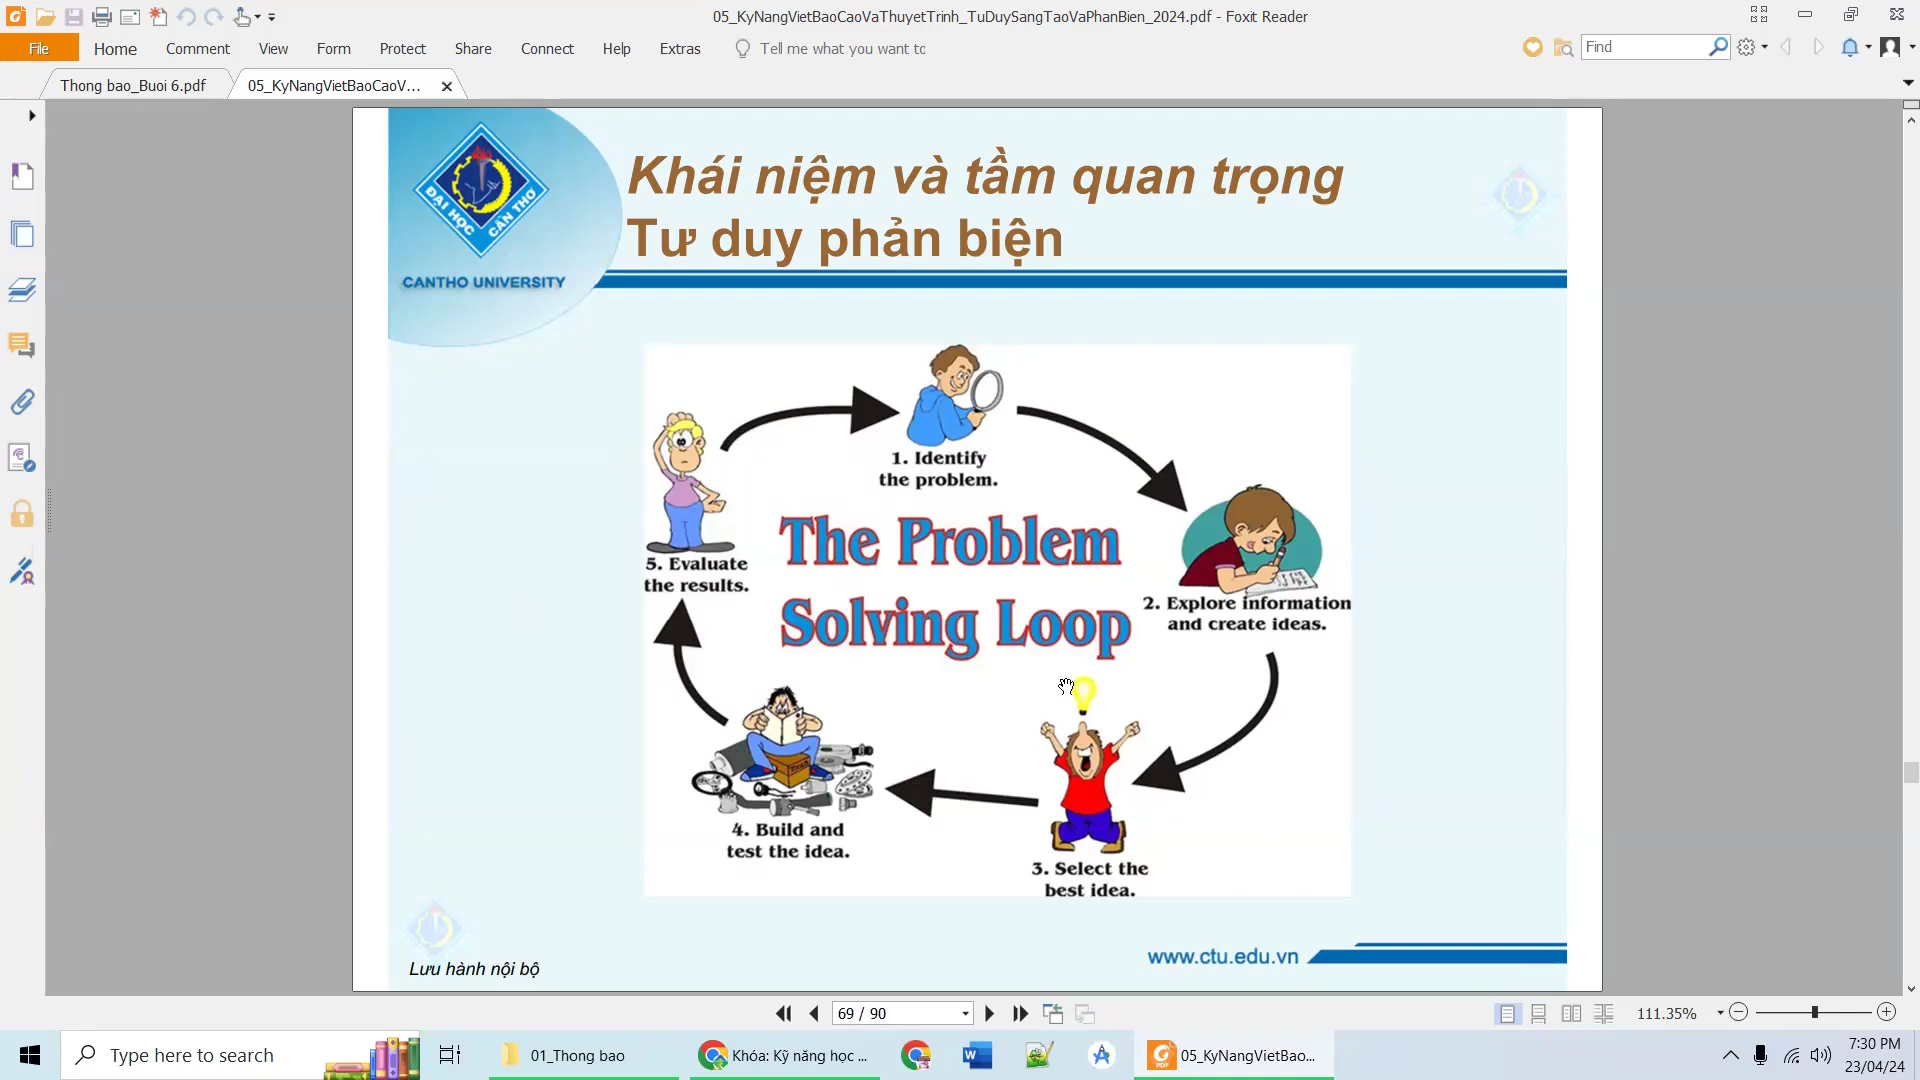 05_KyNangVietBaoCaoVaThuyetTrinh_TuDuySangTaoVaPhanBien_2024.pdf - Foxit Reader
File Home Comment View Form Protect Share Connect Help Extras Tell me what you want to Find
Thong bao_Buoi 6.pdf 05_KyNangVietBaoCaoV...
Khái niệm và tầm quan trọng
Tư duy phản biện
ĐẠI HỌC CẦN THƠ
CANTHO UNIVERSITY
1. Identify
the problem.
The Problem
Solving Loop
5. Evaluate
the results.
2. Explore information
and create ideas.
4. Build and
test the idea.
3. Select the
best idea.
www.ctu.edu.vn
Lưu hành nội bộ
69 / 90 111.35%
Type here to search 01_Thong bao Khóa: Kỹ năng học ... 05_KyNangVietBao...
7:30 PM
23/04/24